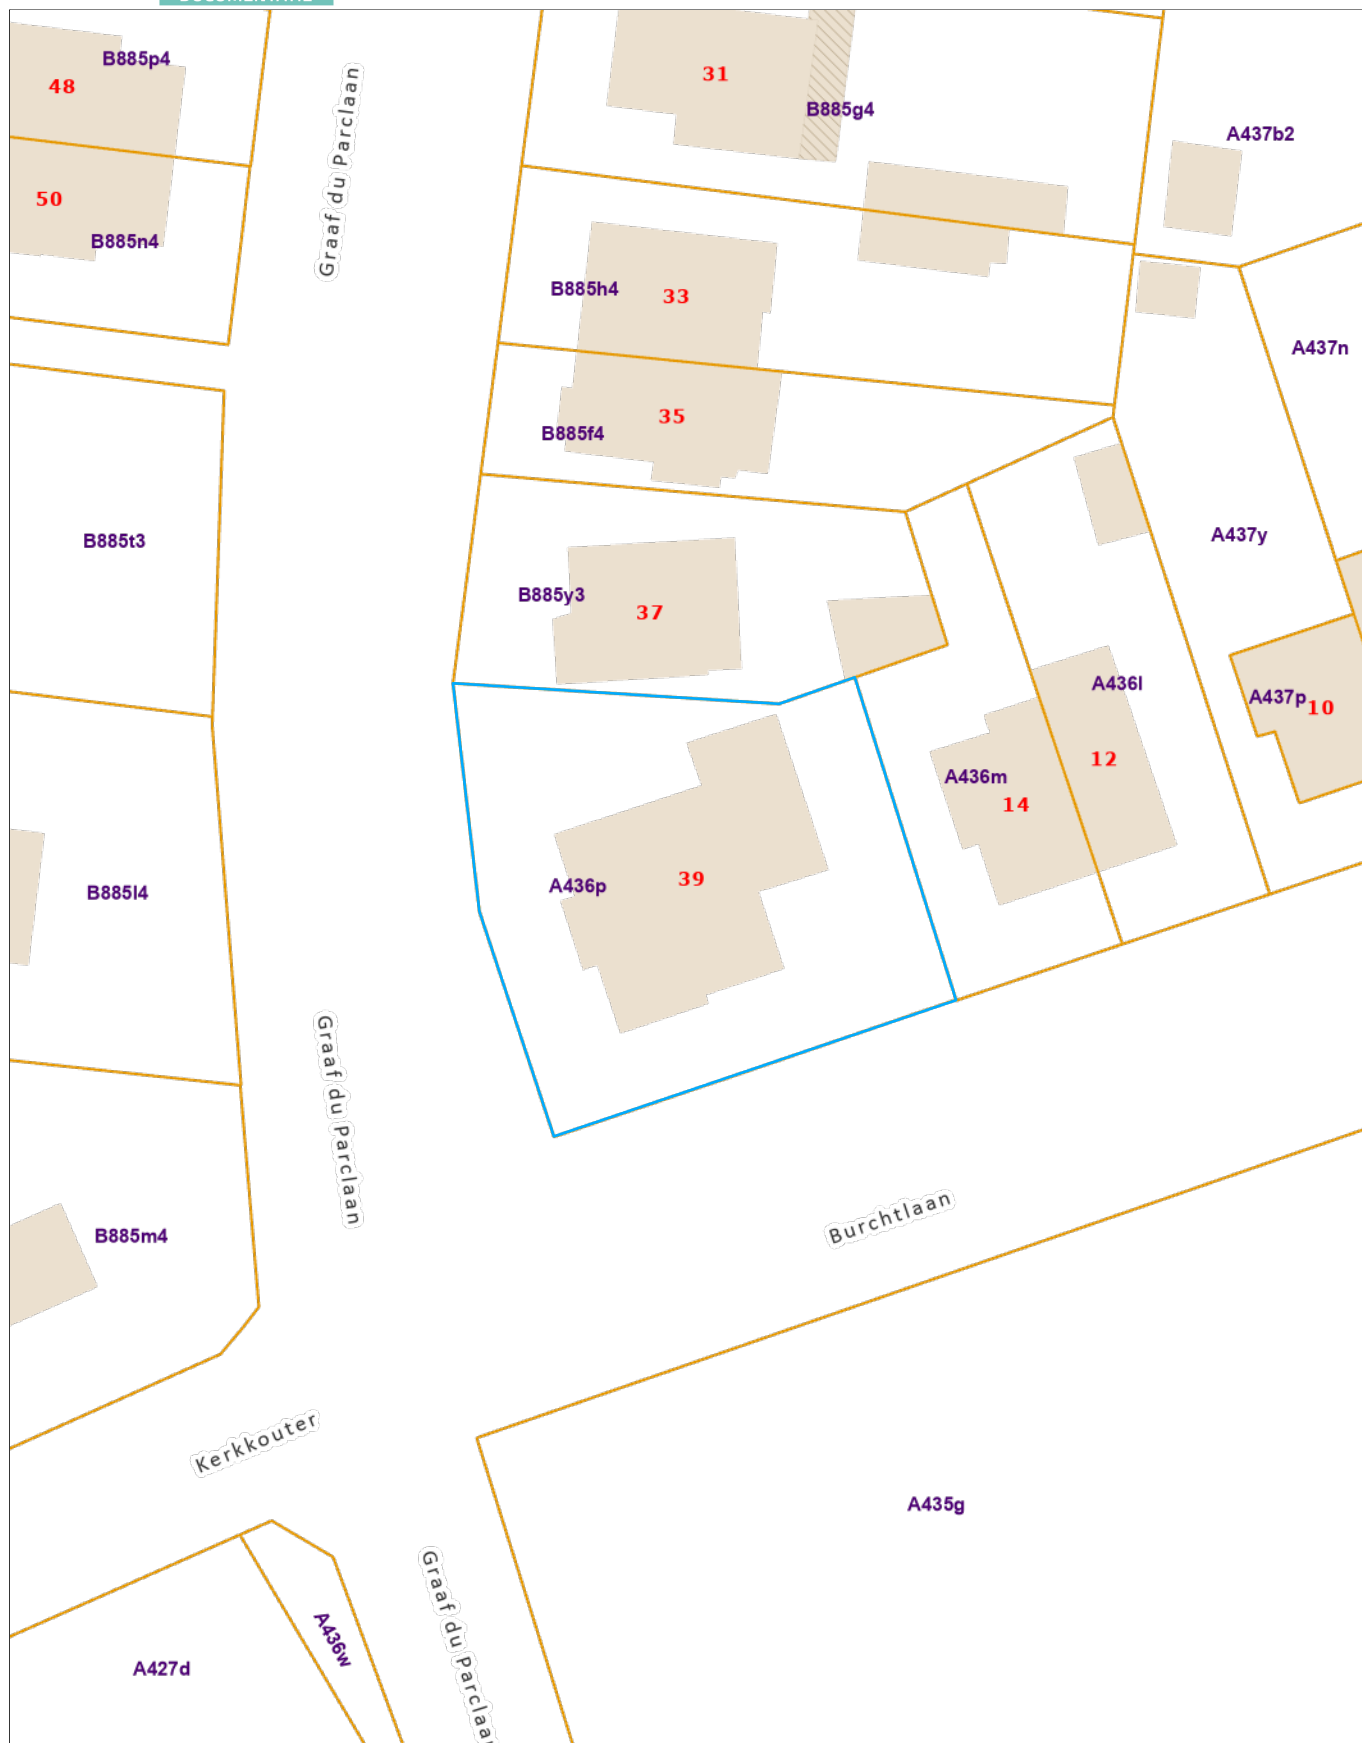 B885p4
48
31
B885g4
A437b2
Graaf du Parclaan
50
B885n4
B885h4
33
A437n
35
B885f4
B885t3
A437y
B885y3
37
A436l
A437p
10
12
A436m
14
39
A436p
B885l4
Graaf du Parclaan
Burchtlaan
B885m4
Kerkkouter
A435g
Graaf du Parclaan
A436w
A427d